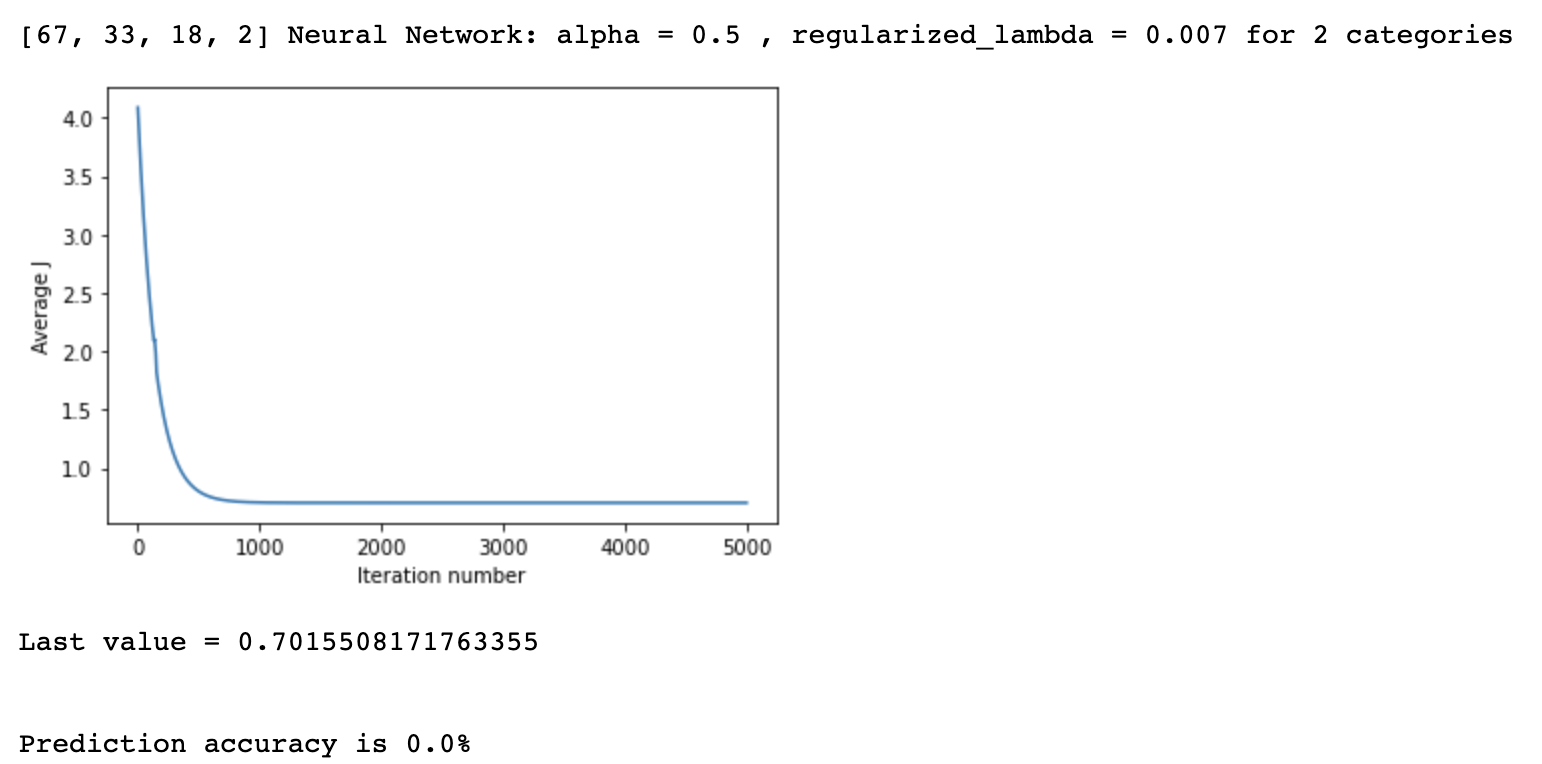 [67, 33, 18, 2] Neural Network: alpha = 0.5 , regularized_lambda = 0.007 for 2 categories
4.0
3.5
3.0
2.5
2.0
1.5
1.0
Average J
0 1000 2000 3000 4000 5000
Iteration number
Last value = 0.7015508171763355
Prediction accuracy is 0.0%